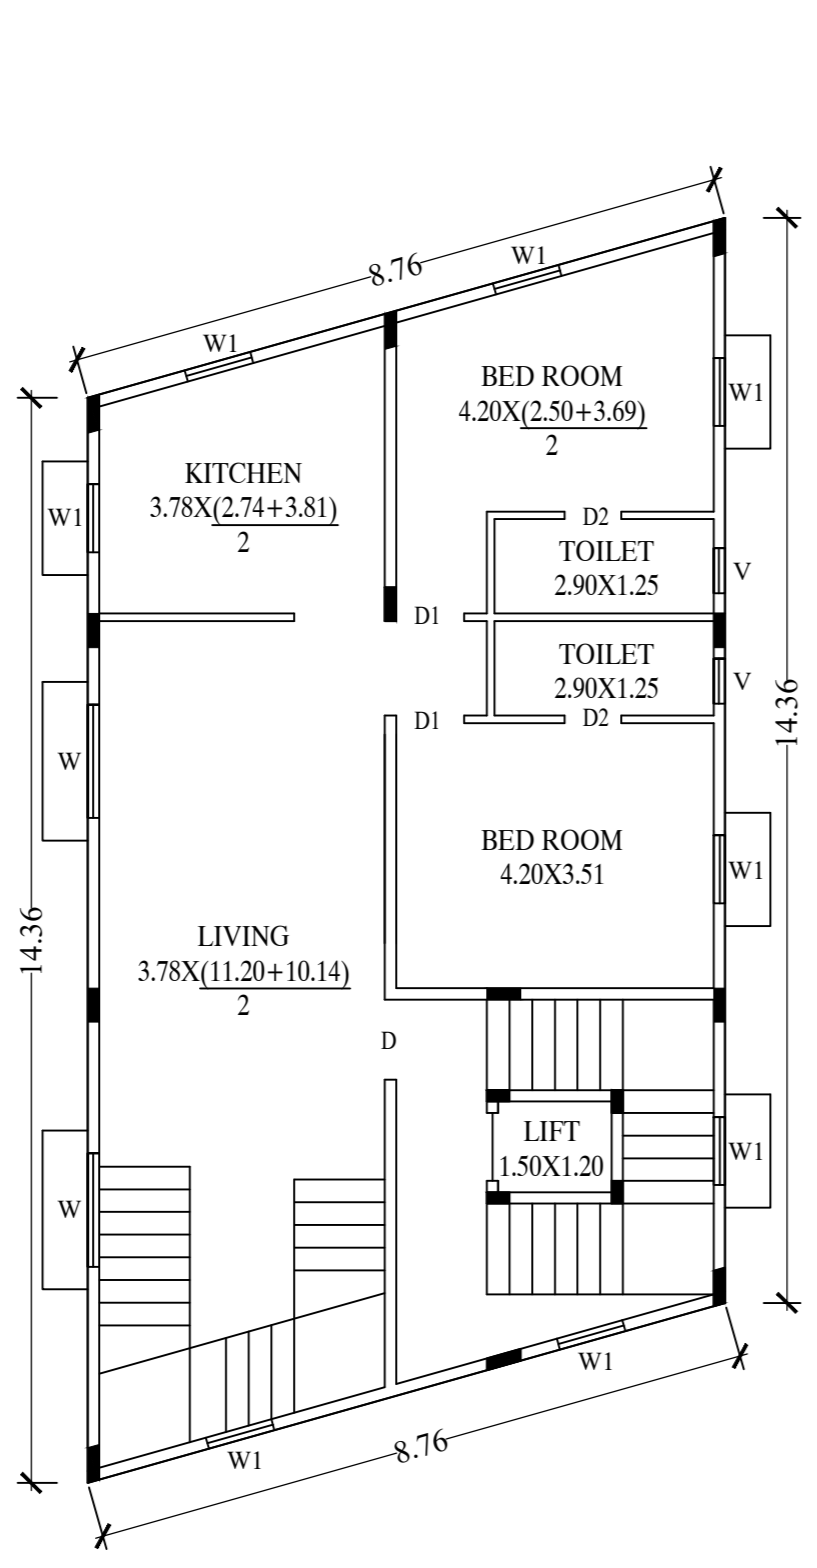 8.76
W1
W1
BED ROOM
4.20X(2.50+3.69)
2
W1
KITCHEN
3.78X(2.74+3.81)
2
W1
D2
TOILET
2.90X1.25
V
D1
TOILET
2.90X1.25
V
D1
D2
14.36
W
BED ROOM
4.20X3.51
W1
14.36
LIVING
3.78X(11.20+10.14)
2
D
LIFT
1.50X1.20
W1
W
W1
W1
8.76